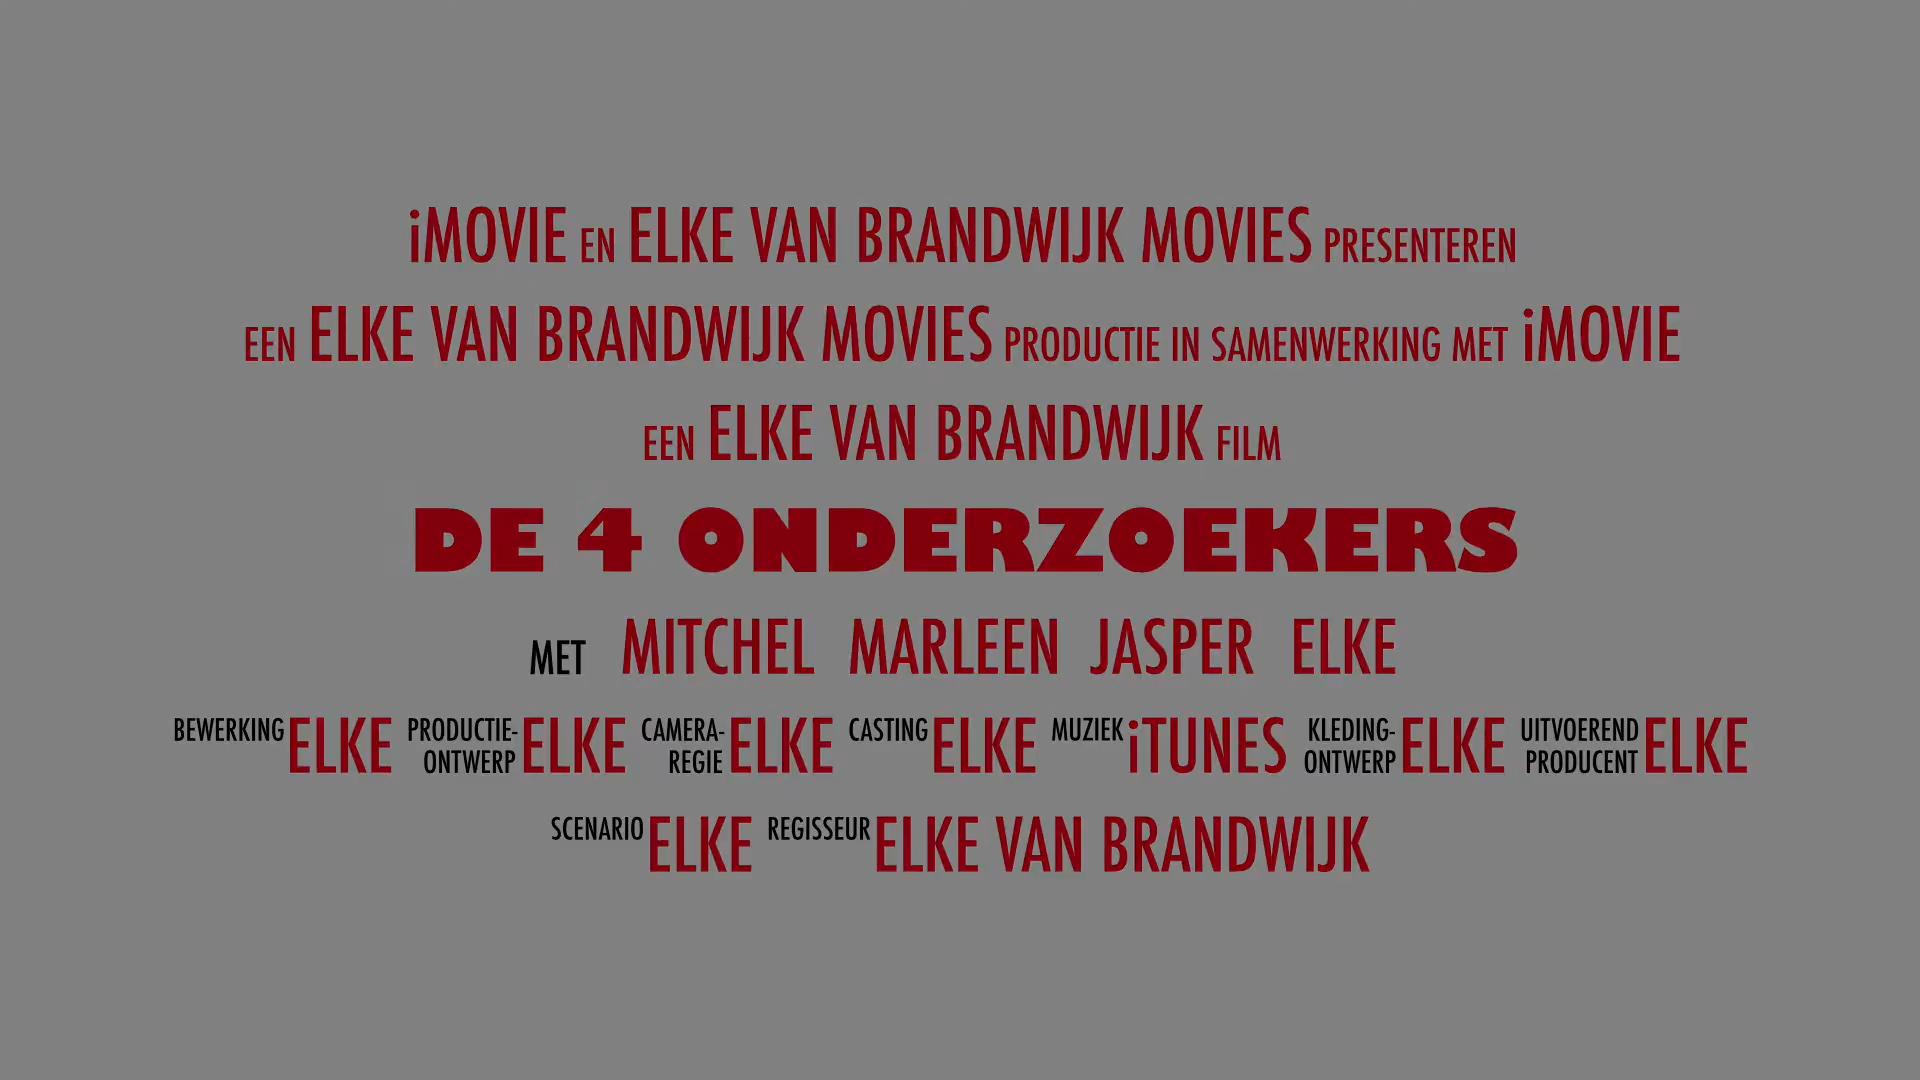 iMOVIE EN ELKE VAN BRANDWIJK MOVIES PRESENTEREN
EEN ELKE VAN BRANDWIJK MOVIES PRODUCTIE IN SAMENWERKING MET iMOVIE
EEN ELKE VAN BRANDWIJK FILM
DE 4 ONDERZOEKERS
MET MITCHEL MARLEEN JASPER ELKE
BEWERKING ELKE PRODUCTIE-ONTWERP ELKE CAMERA-REGIE ELKE CASTING ELKE MUZIEK iTUNES KLEDING-ONTWERP ELKE UITVOEREND PRODUCENT ELKE
SCENARIO ELKE REGISSEUR ELKE VAN BRANDWIJK